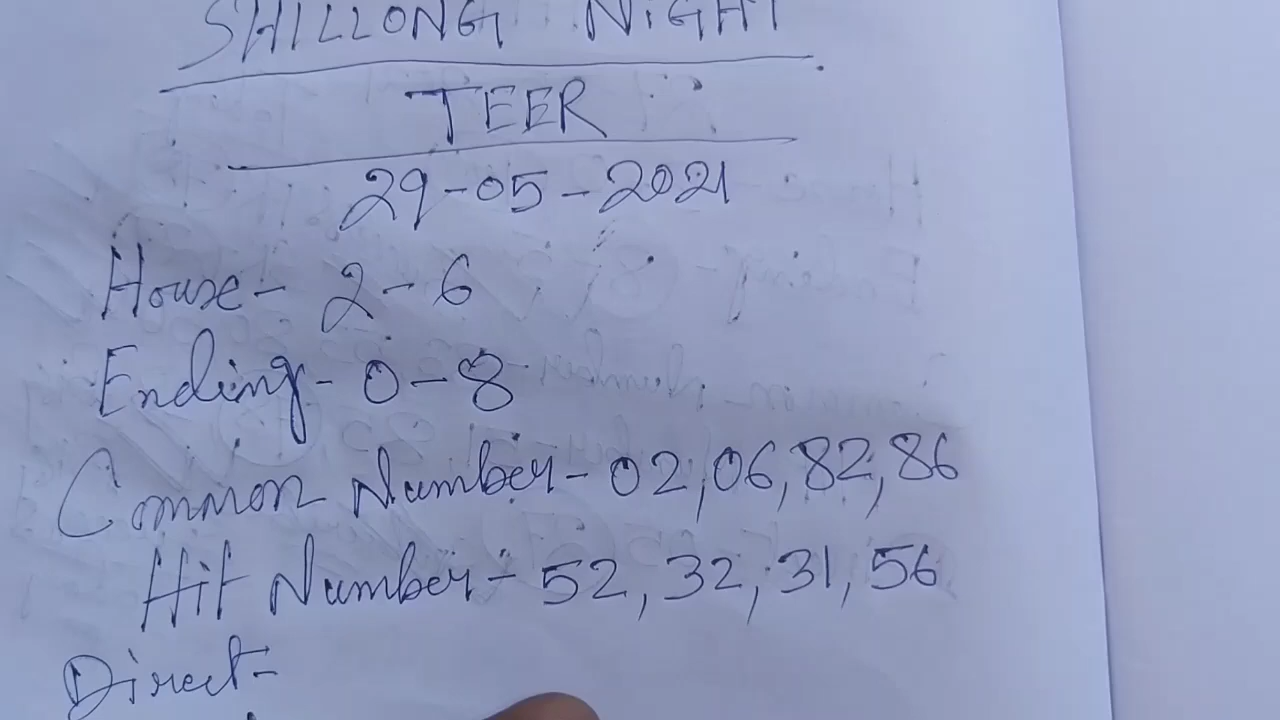 SHILLONG NIGHT
TEER
29-05-2021
House- 2-6
Ending- 0-8
Common Number- 02,06,82,86
Hit Number- 52, 32, 31, 56
Direct-